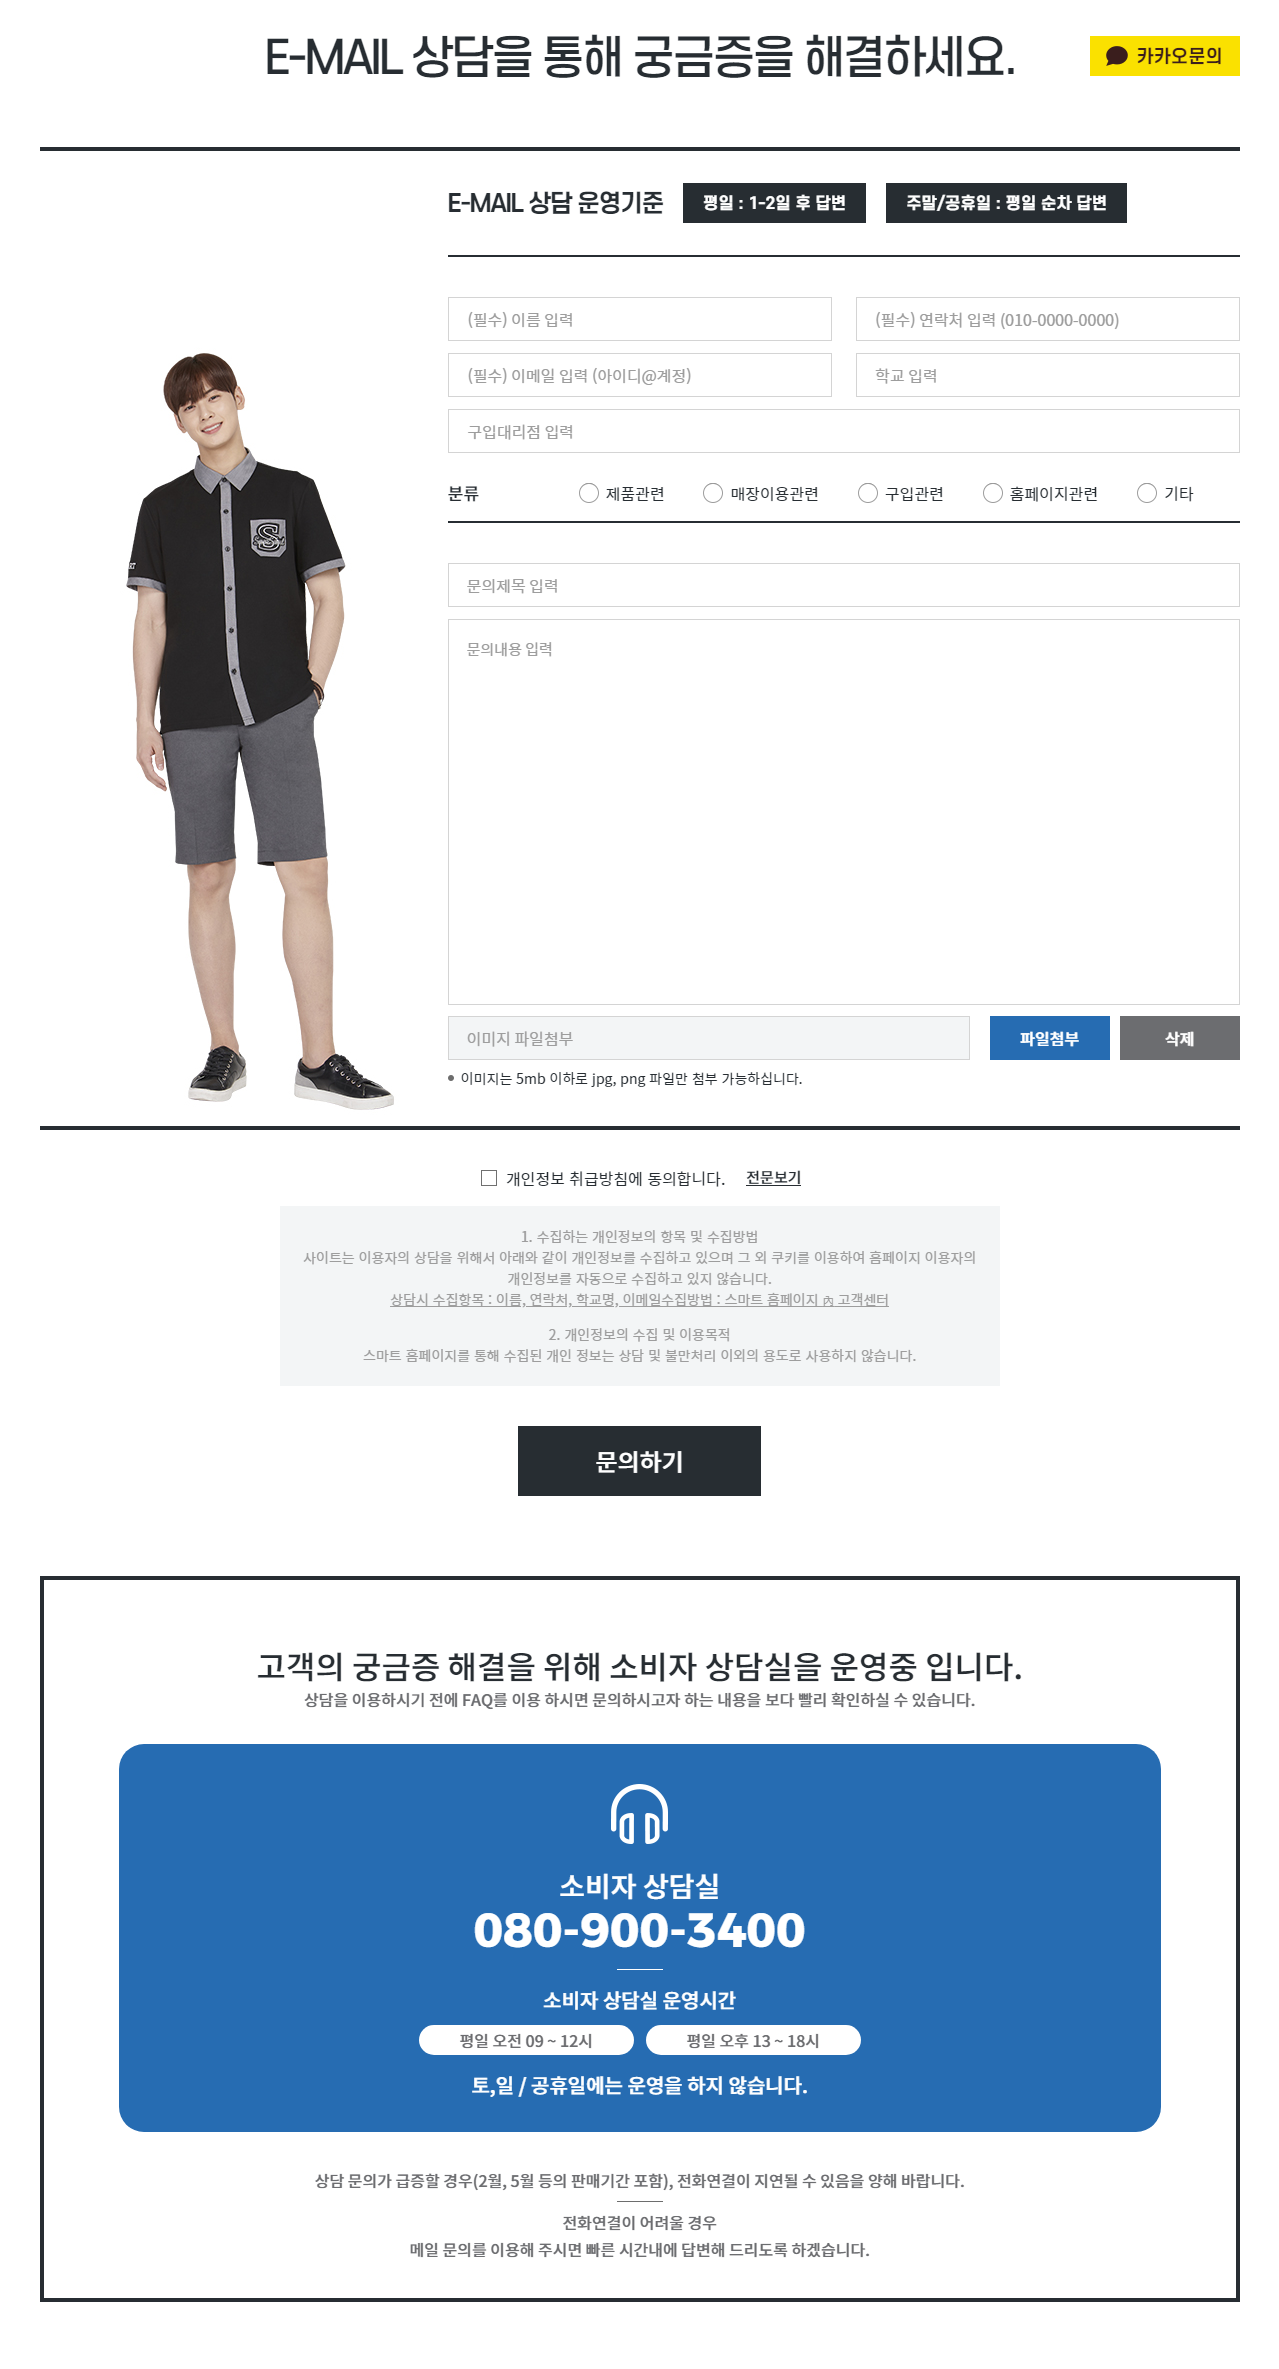 E-MAIL 상담을 통해 궁금증을 해결하세요.
카카오문의
E-MAIL 상담 운영기준
평일 : 1-2일 후 답변
주말/공휴일 : 평일 순차 답변
(필수) 이름 입력
(필수) 연락처 입력 (010-0000-0000)
(필수) 이메일 입력 (아이디@계정)
학교 입력
구입대리점 입력
분류
제품관련
매장이용관련
구입관련
홈페이지관련
기타
문의제목 입력
문의내용 입력
이미지 파일첨부
파일첨부
삭제
이미지는 5mb 이하로 jpg, png 파일만 첨부 가능하십니다.
개인정보 취급방침에 동의합니다.
전문보기
1. 수집하는 개인정보의 항목 및 수집방법
사이트는 이용자의 상담을 위해서 아래와 같이 개인정보를 수집하고 있으며 그 외 쿠키를 이용하여 홈페이지 이용자의
개인정보를 자동으로 수집하고 있지 않습니다.
상담시 수집항목 : 이름, 연락처, 학교명, 이메일수집방법 : 스마트 홈페이지 內 고객센터
2. 개인정보의 수집 및 이용목적
스마트 홈페이지를 통해 수집된 개인 정보는 상담 및 불만처리 이외의 용도로 사용하지 않습니다.
문의하기
고객의 궁금증 해결을 위해 소비자 상담실을 운영중 입니다.
상담을 이용하시기 전에 FAQ를 이용 하시면 문의하시고자 하는 내용을 보다 빨리 확인하실 수 있습니다.
소비자 상담실
080-900-3400
소비자 상담실 운영시간
평일 오전 09 ~ 12시
평일 오후 13 ~ 18시
토,일 / 공휴일에는 운영을 하지 않습니다.
상담 문의가 급증할 경우(2월, 5월 등의 판매기간 포함), 전화연결이 지연될 수 있음을 양해 바랍니다.
전화연결이 어려울 경우
메일 문의를 이용해 주시면 빠른 시간내에 답변해 드리도록 하겠습니다.